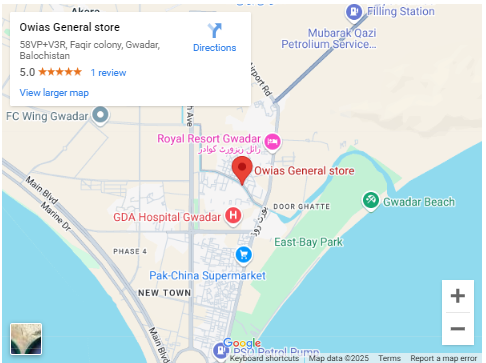 Akara
Owias General store
58VP+V3R, Faqir colony, Gwadar,
Balochistan
5.0
1 review
View larger map
Directions
Filling Station
Mubarak Qazi
Petrolium Service...
Airport Rd
n Ave
FC Wing Gwadar
Royal Resort Gwadar
رائل ریزورٹ گوادر
Owias General store
Main Blvd
Marine Dr
GDA Hospital Gwadar
H
DOOR GHATTE
Gwadar Beach
PHASE 4
East-Bay Park
Pak-China Supermarket
NEW TOWN
Main Blvd
Google
PSO Petrol Pump
+
−
Keyboard shortcuts
Map data ©2025
Terms
Report a map error